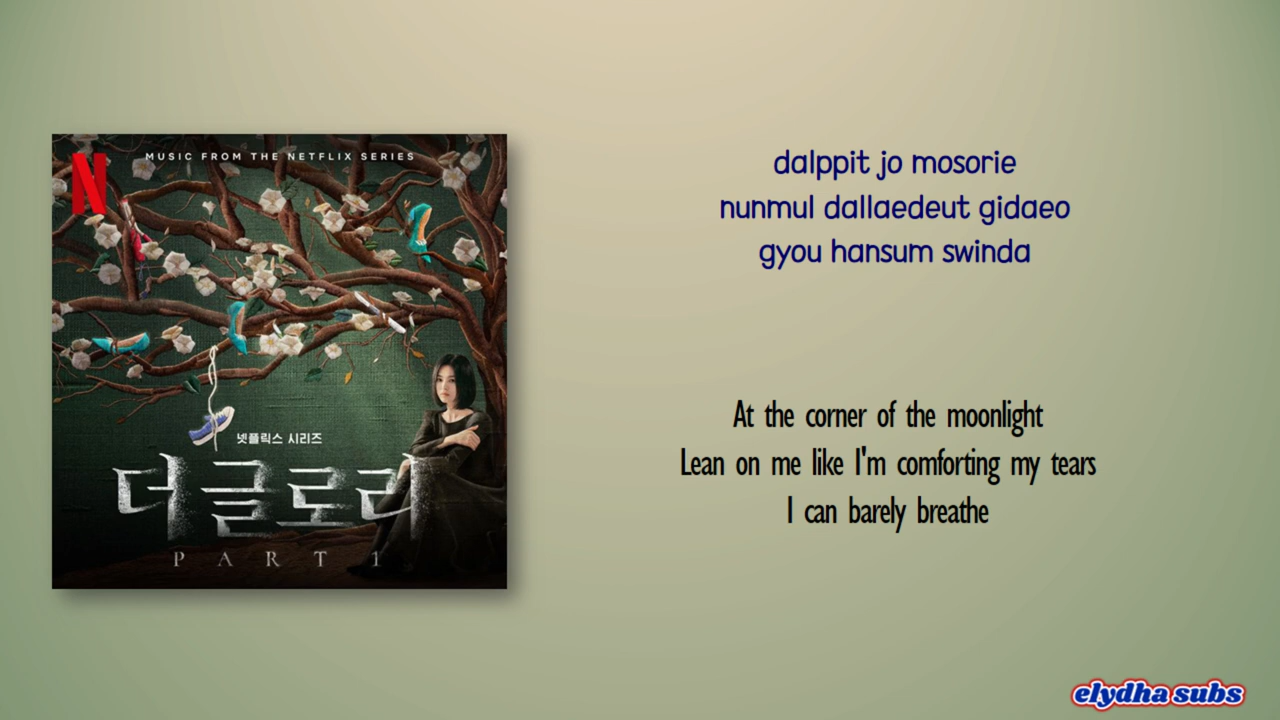 MUSIC FROM THE NETFLIX SERIES
N
넷플릭스 시리즈
더 글로리
PART 1
dalppit jo mosorie
nunmul dallaedeut gidaeo
gyou hansum swinda
At the corner of the moonlight
Lean on me like I'm comforting my tears
I can barely breathe
elydha subs